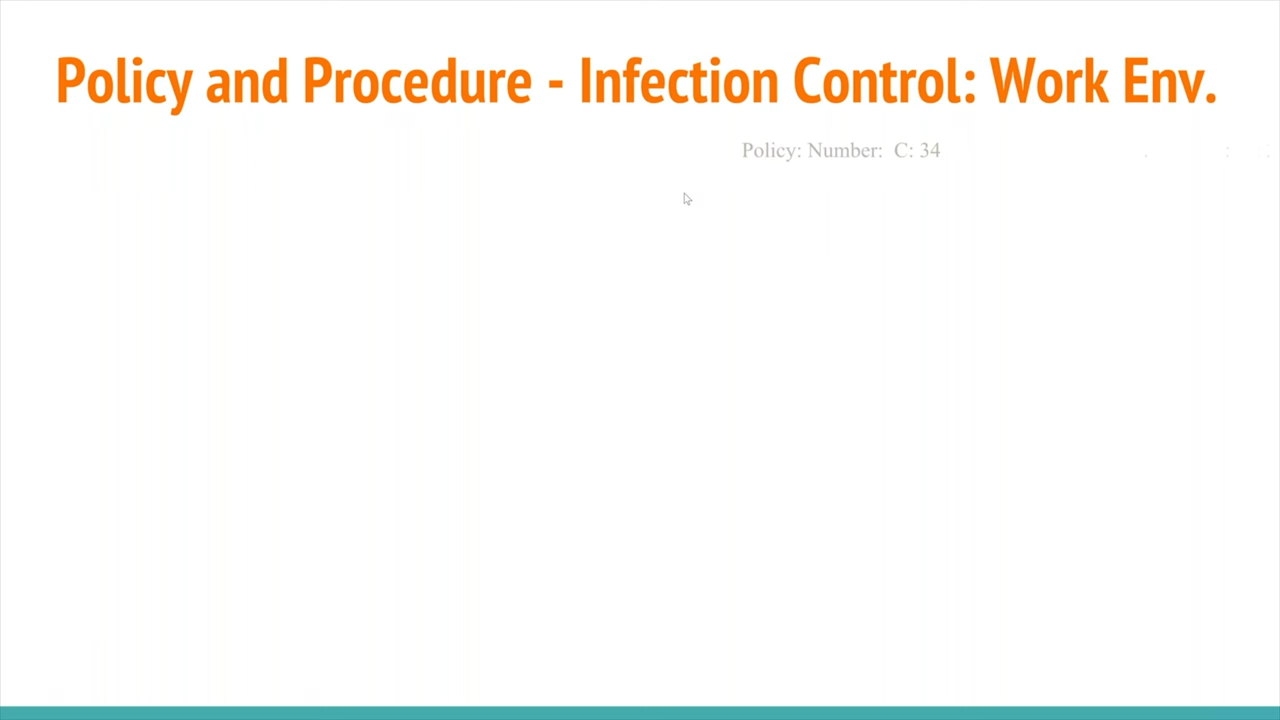 Policy and Procedure - Infection Control: Work Env.
Policy: Number: C: 34